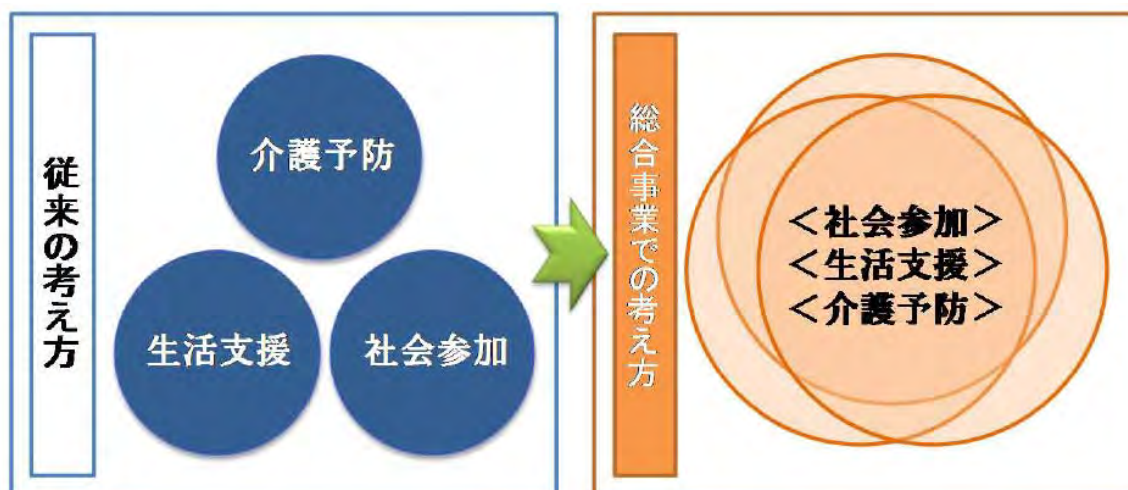 従来の考え方
介護予防
生活支援
社会参加
総合事業での考え方
＜社会参加＞
＜生活支援＞
＜介護予防＞